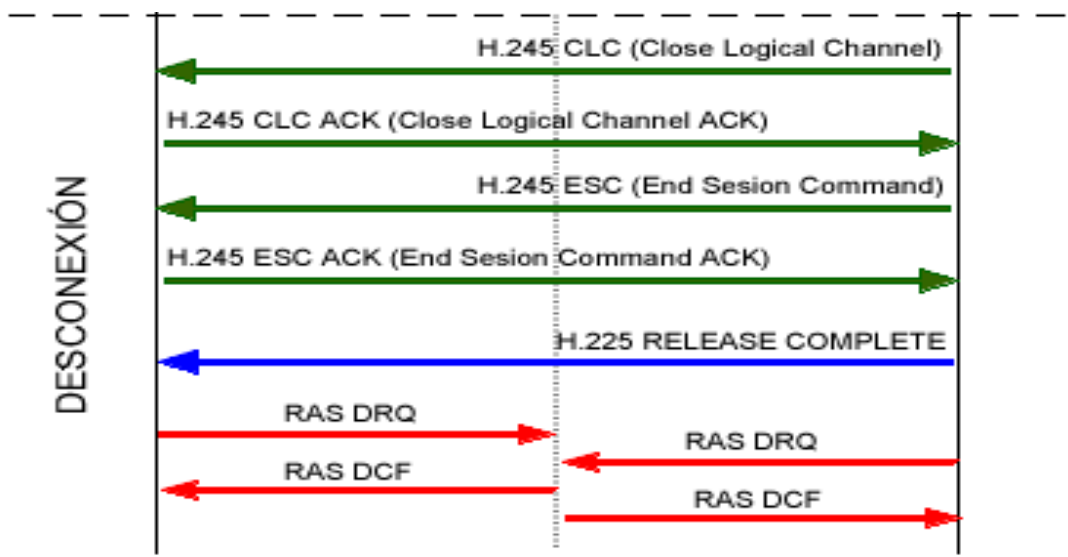 H.245 CLC (Close Logical Channel)
H.245 CLC ACK (Close Logical Channel ACK)
H.245 ESC (End Sesion Command)
H.245 ESC ACK (End Sesion Command ACK)
DESCONEXIÓN
H.225 RELEASE COMPLETE
RAS DRQ
RAS DRQ
RAS DCF
RAS DCF